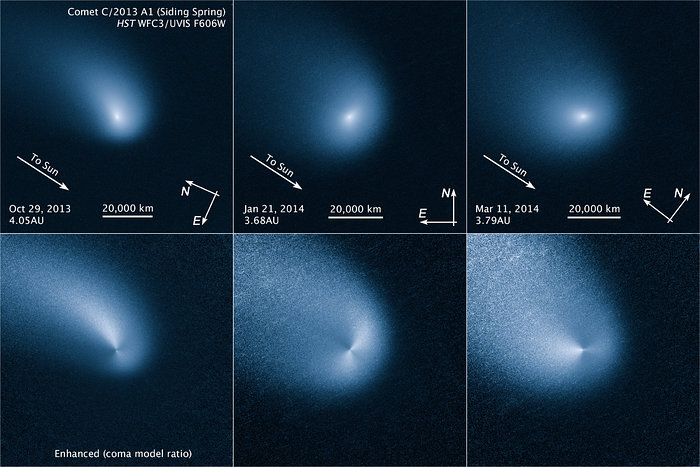 Comet C/2013 A1 (Siding Spring)
HST WFC3/UVIS F606W
To Sun
N
E
Oct 29, 2013
4.05AU
20,000 km
To Sun
N
E
Jan 21, 2014
3.68AU
20,000 km
To Sun
E
N
Mar 11, 2014
3.79AU
20,000 km
Enhanced (coma model ratio)